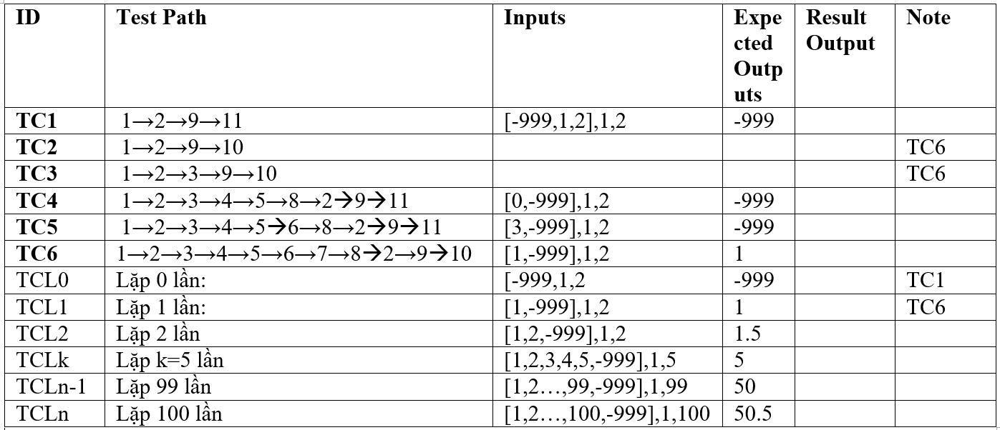 ID Test Path Inputs Expe Result Note
cted Output
Outp
uts
TC1 1→2→9→11 [-999,1,2],1,2 -999
TC2 1→2→9→10 TC6
TC3 1→2→3→9→10 TC6
TC4 1→2→3→4→5→8→2→9→11 [0,-999],1,2 -999
TC5 1→2→3→4→5→6→8→2→9→11 [3,-999],1,2 -999
TC6 1→2→3→4→5→6→7→8→2→9→10 [1,-999],1,2 1
TCL0 Lặp 0 lần: [-999,1,2 -999 TC1
TCL1 Lặp 1 lần: [1,-999],1,2 1 TC6
TCL2 Lặp 2 lần [1,2,-999],1,2 1.5
TCLk Lặp k=5 lần [1,2,3,4,5,-999],1,5 5
TCLn-1 Lặp 99 lần [1,2…,99,-999],1,99 50
TCLn Lặp 100 lần [1,2…,100,-999],1,100 50.5